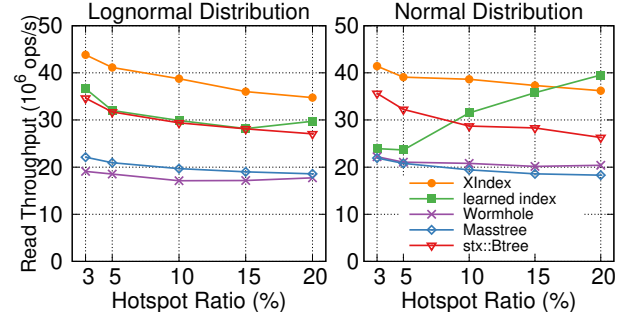 Lognormal Distribution
Normal Distribution
Read Throughput (10^6 ops/s)
50
40
30
20
10
0
3 5 10 15 20
Hotspot Ratio (%)
50
40
30
20
10
0
XIndex
learned index
Wormhole
Masstree
stx::Btree
3 5 10 15 20
Hotspot Ratio (%)